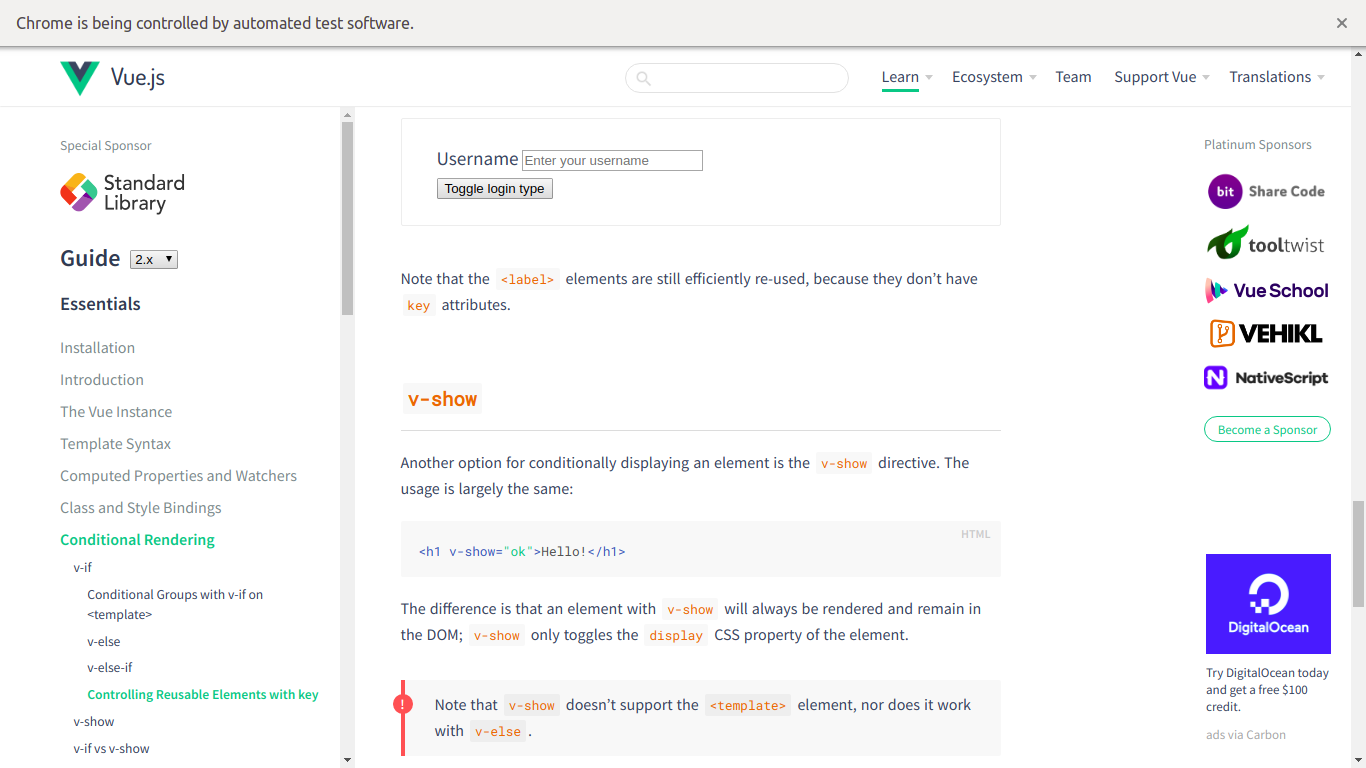 Chrome is being controlled by automated test software.
Vue.js
Learn
Ecosystem
Team
Support Vue
Translations
Special Sponsor
Standard
Library
Guide 2.x
Essentials
Installation
Introduction
The Vue Instance
Template Syntax
Computed Properties and Watchers
Class and Style Bindings
Conditional Rendering
v-if
Conditional Groups with v-if on
<template>
v-else
v-else-if
Controlling Reusable Elements with key
v-show
v-if vs v-show
Username Enter your username
Toggle login type
Note that the <label> elements are still efficiently re-used, because they don’t have
key attributes.
v-show
Another option for conditionally displaying an element is the v-show directive. The
usage is largely the same:
HTML
<h1 v-show="ok">Hello!</h1>
The difference is that an element with v-show will always be rendered and remain in
the DOM; v-show only toggles the display CSS property of the element.
!
Note that v-show doesn’t support the <template> element, nor does it work
with v-else .
Platinum Sponsors
bit Share Code
tooltwist
Vue School
VEHIKL
N NativeScript
Become a Sponsor
DigitalOcean
Try DigitalOcean today
and get a free $100
credit.
ads via Carbon